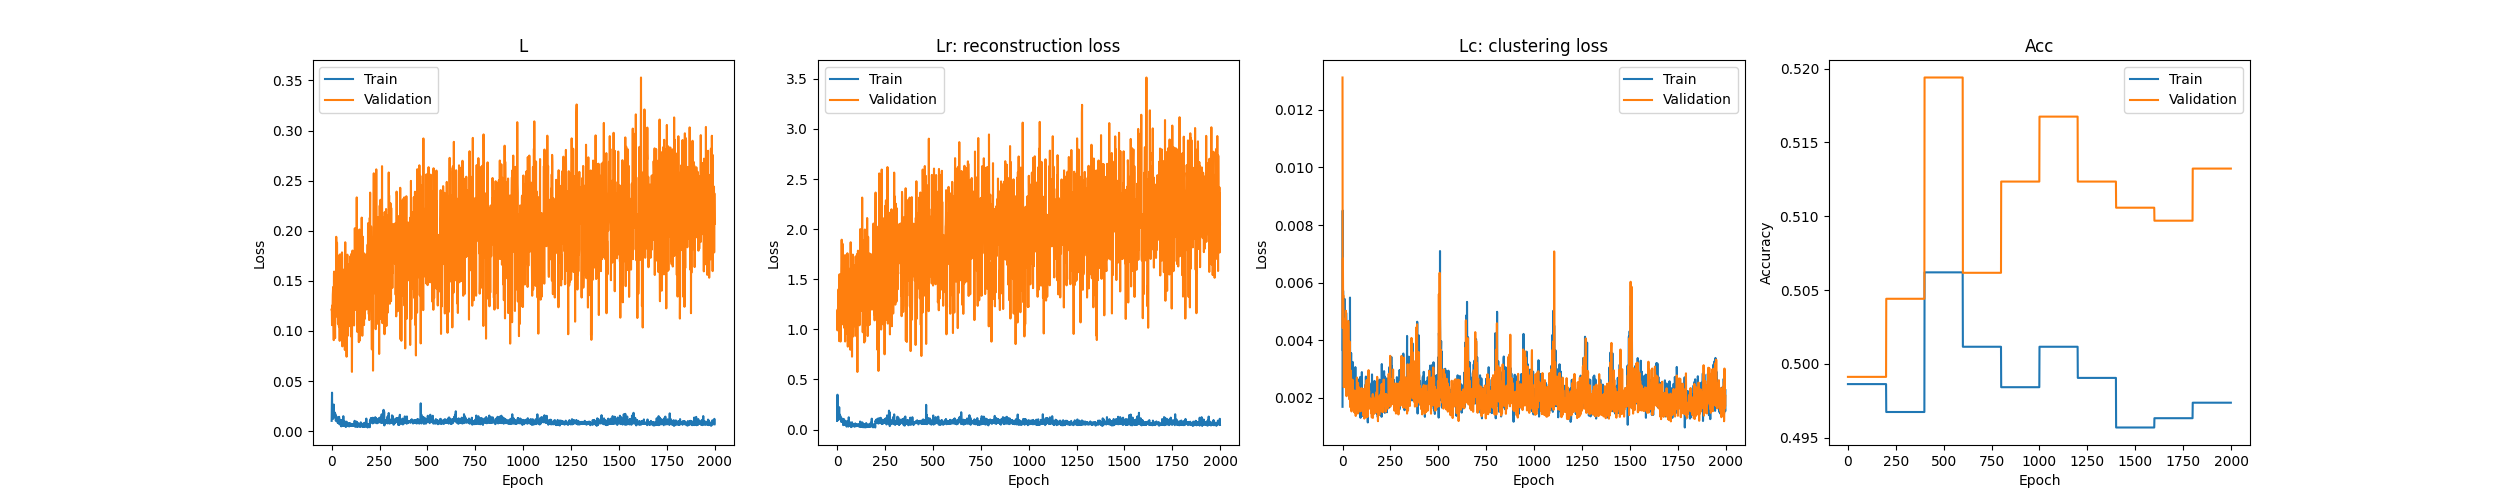 L
Train
Validation
0.35
0.30
0.25
0.20
0.15
0.10
0.05
0.00
Loss
0 250 500 750 1000 1250 1500 1750 2000
Epoch
Lr: reconstruction loss
Train
Validation
3.5
3.0
2.5
2.0
1.5
1.0
0.5
0.0
Loss
0 250 500 750 1000 1250 1500 1750 2000
Epoch
Lc: clustering loss
Train
Validation
0.012
0.010
0.008
0.006
0.004
0.002
Loss
0 250 500 750 1000 1250 1500 1750 2000
Epoch
Acc
Train
Validation
0.520
0.515
0.510
0.505
0.500
0.495
Accuracy
0 250 500 750 1000 1250 1500 1750 2000
Epoch